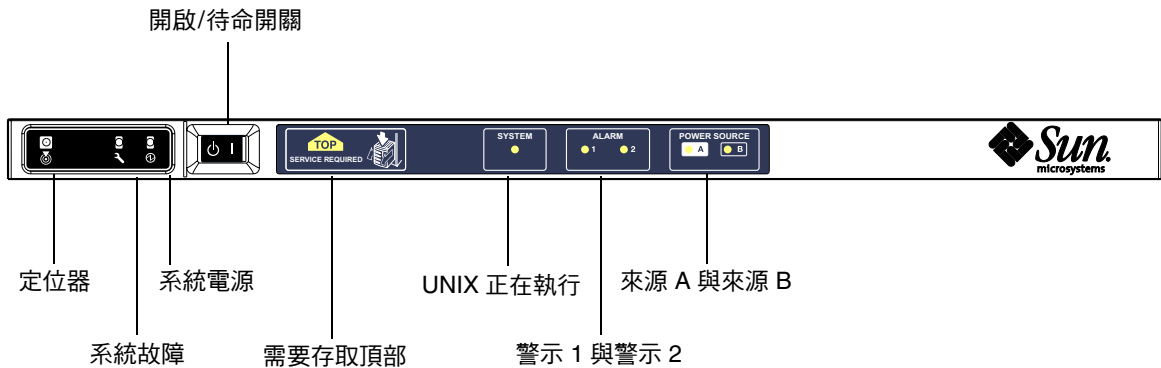 開啟/待命開關
TOP
SERVICE REQUIRED
SYSTEM
ALARM
1 2
POWER SOURCE
A B
Sun.
microsystems
定位器
系統電源
UNIX 正在執行
來源 A 與來源 B
系統故障
需要存取頂部
警示 1 與警示 2